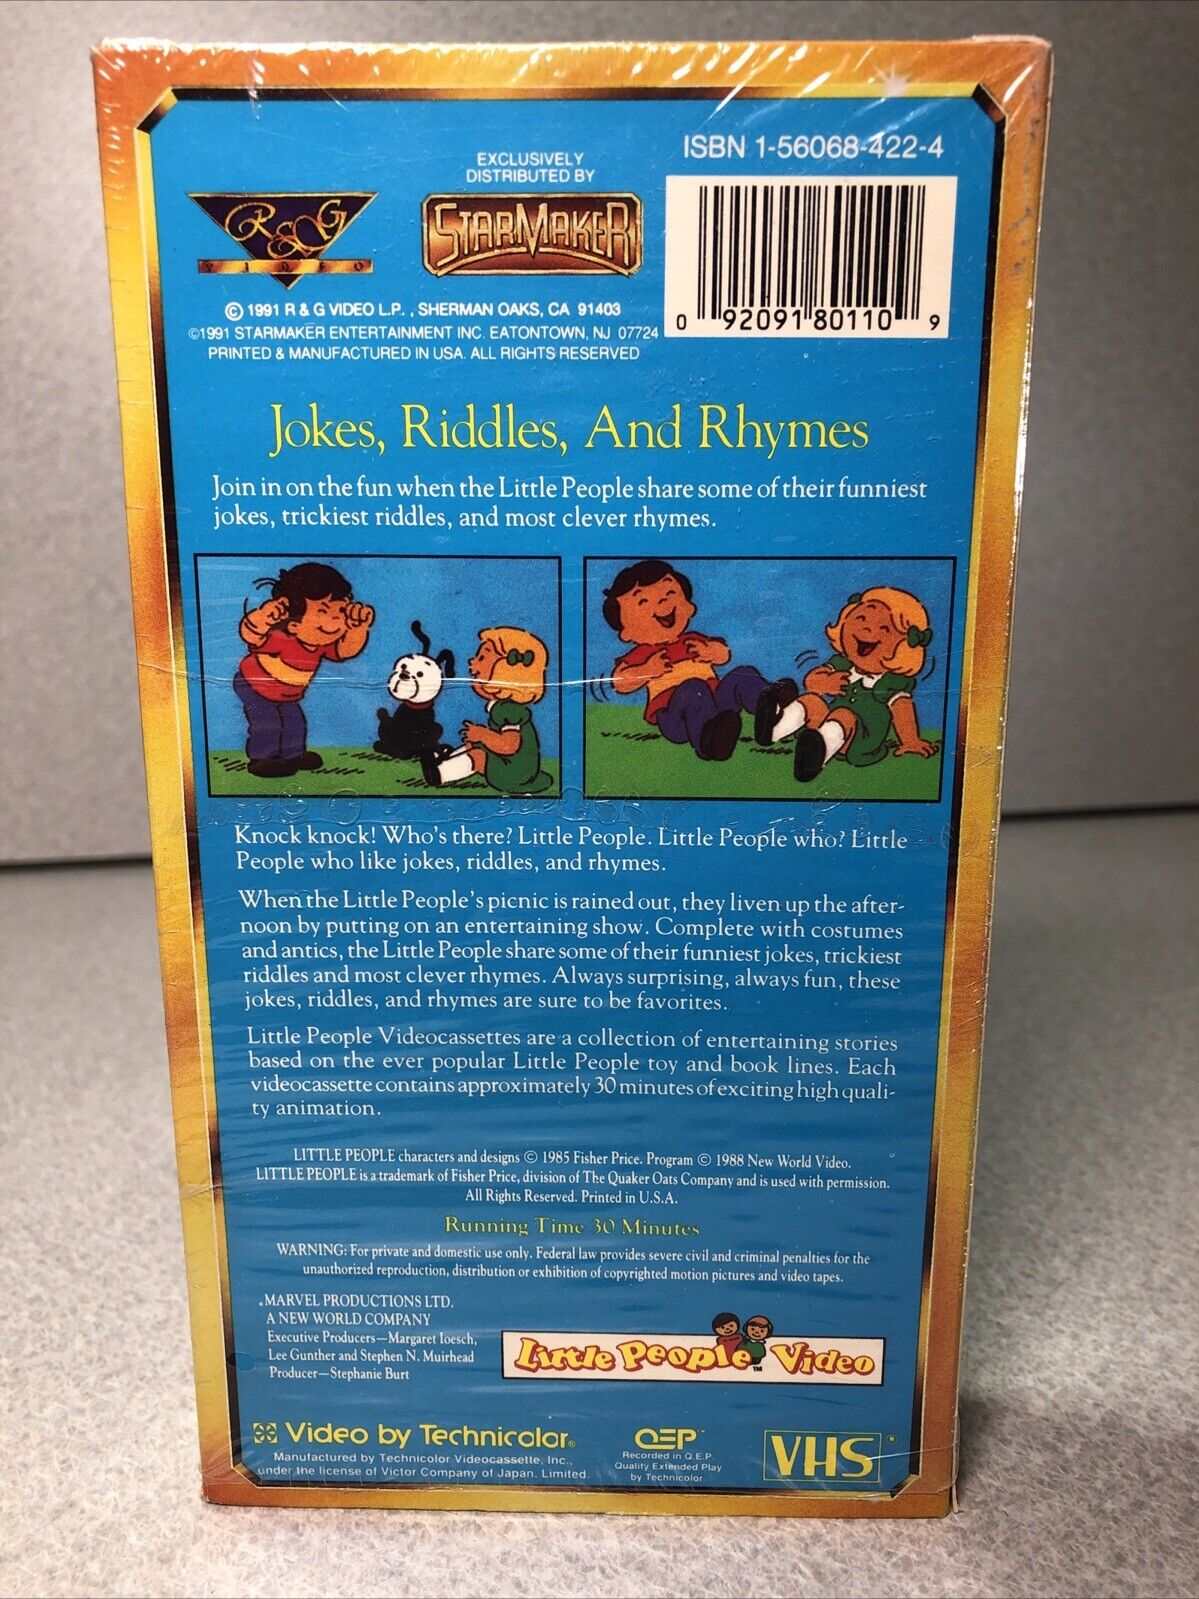 ISBN 1-56068-422-4
EXCLUSIVELY
DISTRIBUTED BY
R&G
VIDEO
STARMAKER
0 92091 80110 9
© 1991 R & G VIDEO L.P. , SHERMAN OAKS, CA 91403
©1991 STARMAKER ENTERTAINMENT INC. EATONTOWN, NJ 07724
PRINTED & MANUFACTURED IN USA. ALL RIGHTS RESERVED
Jokes, Riddles, And Rhymes
Join in on the fun when the Little People share some of their funniest
jokes, trickiest riddles, and most clever rhymes.
Knock knock! Who's there? Little People. Little People who? Little
People who like jokes, riddles, and rhymes.
When the Little People's picnic is rained out, they liven up the after-
noon by putting on an entertaining show. Complete with costumes
and antics, the Little People share some of their funniest jokes, trickiest
riddles and most clever rhymes. Always surprising, always fun, these
jokes, riddles, and rhymes are sure to be favorites.
Little People Videocassettes are a collection of entertaining stories
based on the ever popular Little People toy and book lines. Each
videocassette contains approximately 30 minutes of exciting high quali-
ty animation.
LITTLE PEOPLE characters and designs © 1985 Fisher Price. Program © 1988 New World Video.
LITTLE PEOPLE is a trademark of Fisher Price, division of The Quaker Oats Company and is used with permission.
All Rights Reserved. Printed in U.S.A.
Running Time 30 Minutes
WARNING: For private and domestic use only. Federal law provides severe civil and criminal penalties for the
unauthorized reproduction, distribution or exhibition of copyrighted motion pictures and video tapes.
MARVEL PRODUCTIONS LTD.
A NEW WORLD COMPANY
Executive Producers—Margaret Ioesch,
Lee Gunther and Stephen N. Muirhead
Producer—Stephanie Burt
Little People™ Video
Video by Technicolor®
Manufactured by Technicolor Videocassette, Inc.,
under the license of Victor Company of Japan. Limited.
QEP™
Recorded in Q.E.P.
Quality Extended Play
by Technicolor
VHS®